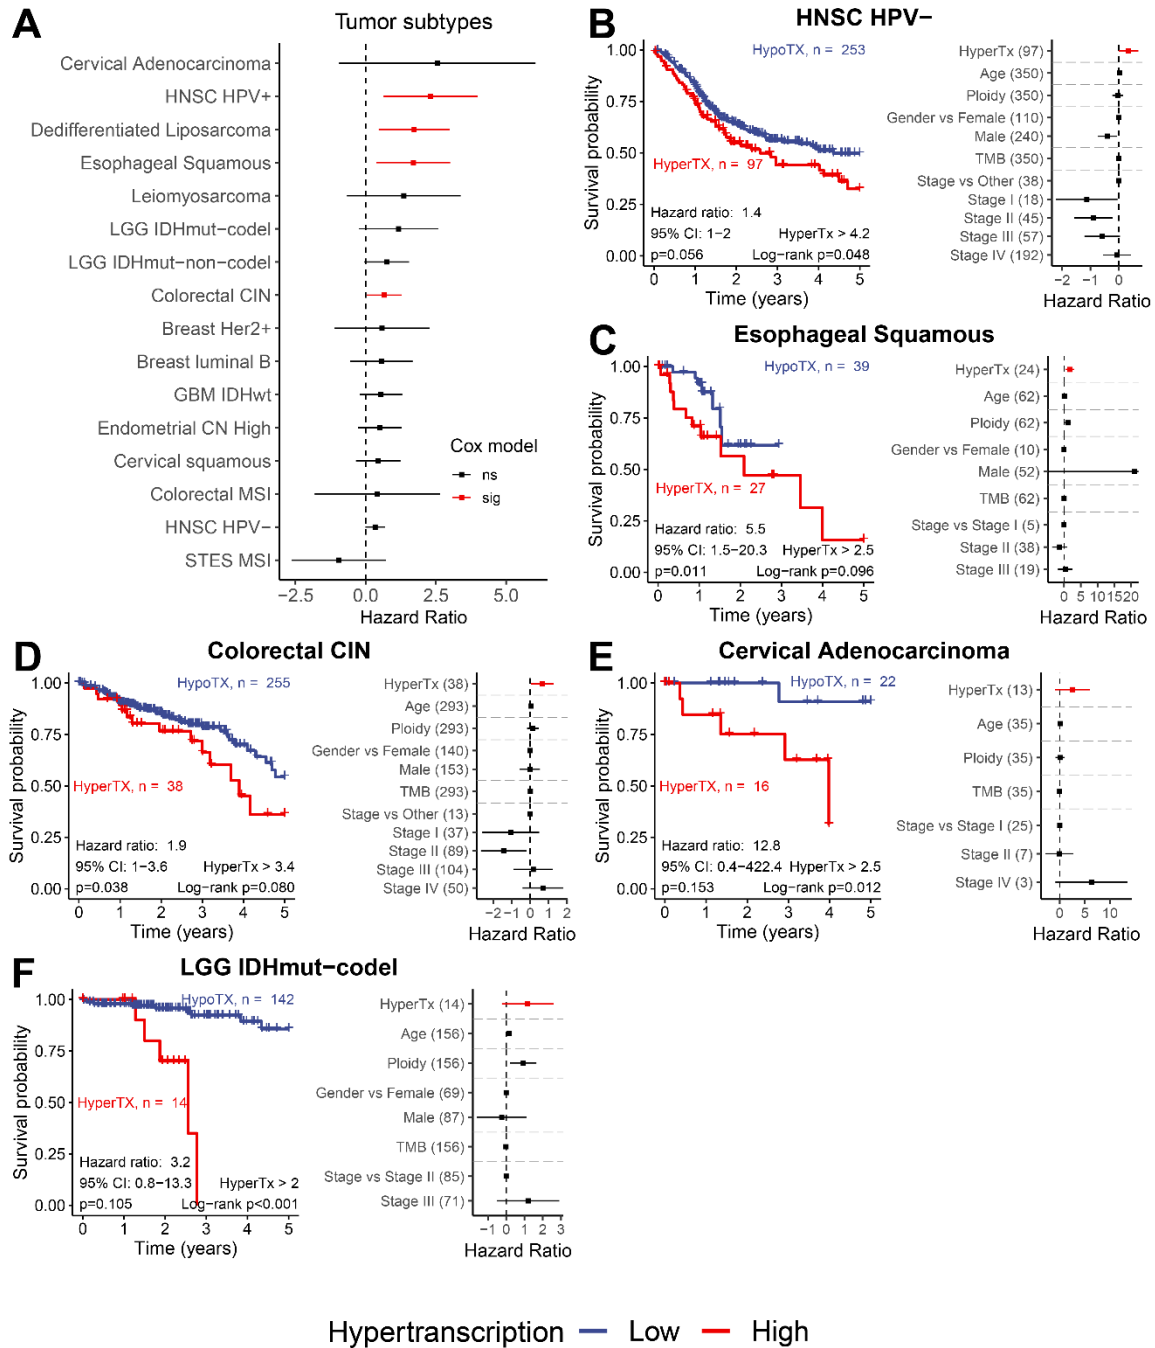 A
Tumor subtypes
Cervical Adenocarcinoma
HNSC HPV+
Dedifferentiated Liposarcoma
Esophageal Squamous
Leiomyosarcoma
LGG IDHmut−codel
LGG IDHmut−non−codel
Colorectal CIN
Breast Her2+
Breast luminal B
GBM IDHwt
Endometrial CN High
Cervical squamous
Colorectal MSI
HNSC HPV−
STES MSI
Cox model
ns
sig
−2.5 0.0 2.5 5.0
Hazard Ratio
B
HNSC HPV−
Survival probability
1.00
0.75
0.50
0.25
0.00
HypoTX, n = 253
HyperTX, n = 97
Hazard ratio: 1.4
95% CI: 1−2 HyperTx > 4.2
p=0.056 Log−rank p=0.048
0 1 2 3 4 5
Time (years)
HyperTx (97)
Age (350)
Ploidy (350)
Gender vs Female (110)
Male (240)
TMB (350)
Stage vs Other (38)
Stage I (18)
Stage II (45)
Stage III (57)
Stage IV (192)
−2 −1 0
Hazard Ratio
C
Esophageal Squamous
Survival probability
1.00
0.75
0.50
0.25
0.00
HypoTX, n = 39
HyperTX, n = 27
Hazard ratio: 5.5
95% CI: 1.5−20.3 HyperTx > 2.5
p=0.011 Log−rank p=0.096
0 1 2 3 4 5
Time (years)
HyperTx (24)
Age (62)
Ploidy (62)
Gender vs Female (10)
Male (52)
TMB (62)
Stage vs Stage I (5)
Stage II (38)
Stage III (19)
0 5 10 15 20
Hazard Ratio
D
Colorectal CIN
Survival probability
1.00
0.75
0.50
0.25
0.00
HypoTX, n = 255
HyperTX, n = 38
Hazard ratio: 1.9
95% CI: 1−3.6 HyperTx > 3.4
p=0.038 Log−rank p=0.080
0 1 2 3 4 5
Time (years)
HyperTx (38)
Age (293)
Ploidy (293)
Gender vs Female (140)
Male (153)
TMB (293)
Stage vs Other (13)
Stage I (37)
Stage II (89)
Stage III (104)
Stage IV (50)
−2 −1 0 1 2
Hazard Ratio
E
Cervical Adenocarcinoma
Survival probability
1.00
0.75
0.50
0.25
0.00
HypoTX, n = 22
HyperTX, n = 16
Hazard ratio: 12.8
95% CI: 0.4−422.4 HyperTx > 2.5
p=0.153 Log−rank p=0.012
0 1 2 3 4 5
Time (years)
HyperTx (13)
Age (35)
Ploidy (35)
TMB (35)
Stage vs Stage I (25)
Stage II (7)
Stage IV (3)
0 5 10
Hazard Ratio
F
LGG IDHmut−codel
Survival probability
1.00
0.75
0.50
0.25
0.00
HypoTX, n = 142
HyperTX, n = 14
Hazard ratio: 3.2
95% CI: 0.8−13.3 HyperTx > 2
p=0.105 Log−rank p<0.001
0 1 2 3 4 5
Time (years)
HyperTx (14)
Age (156)
Ploidy (156)
Gender vs Female (69)
Male (87)
TMB (156)
Stage vs Stage II (85)
Stage III (71)
−1 0 1 2 3
Hazard Ratio
Hypertranscription Low High